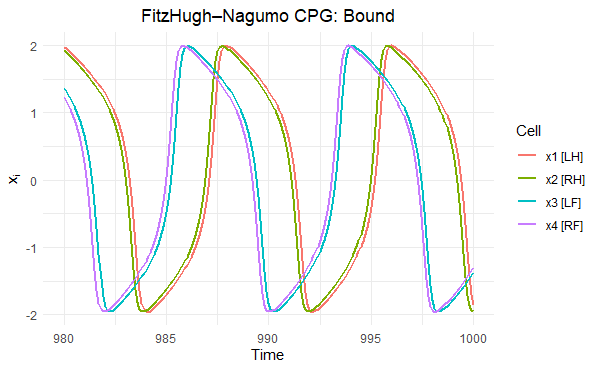 FitzHugh–Nagumo CPG: Bound
2
1
0
-1
-2
xᵢ
980
985
990
995
1000
Time
Cell
x1 [LH]
x2 [RH]
x3 [LF]
x4 [RF]